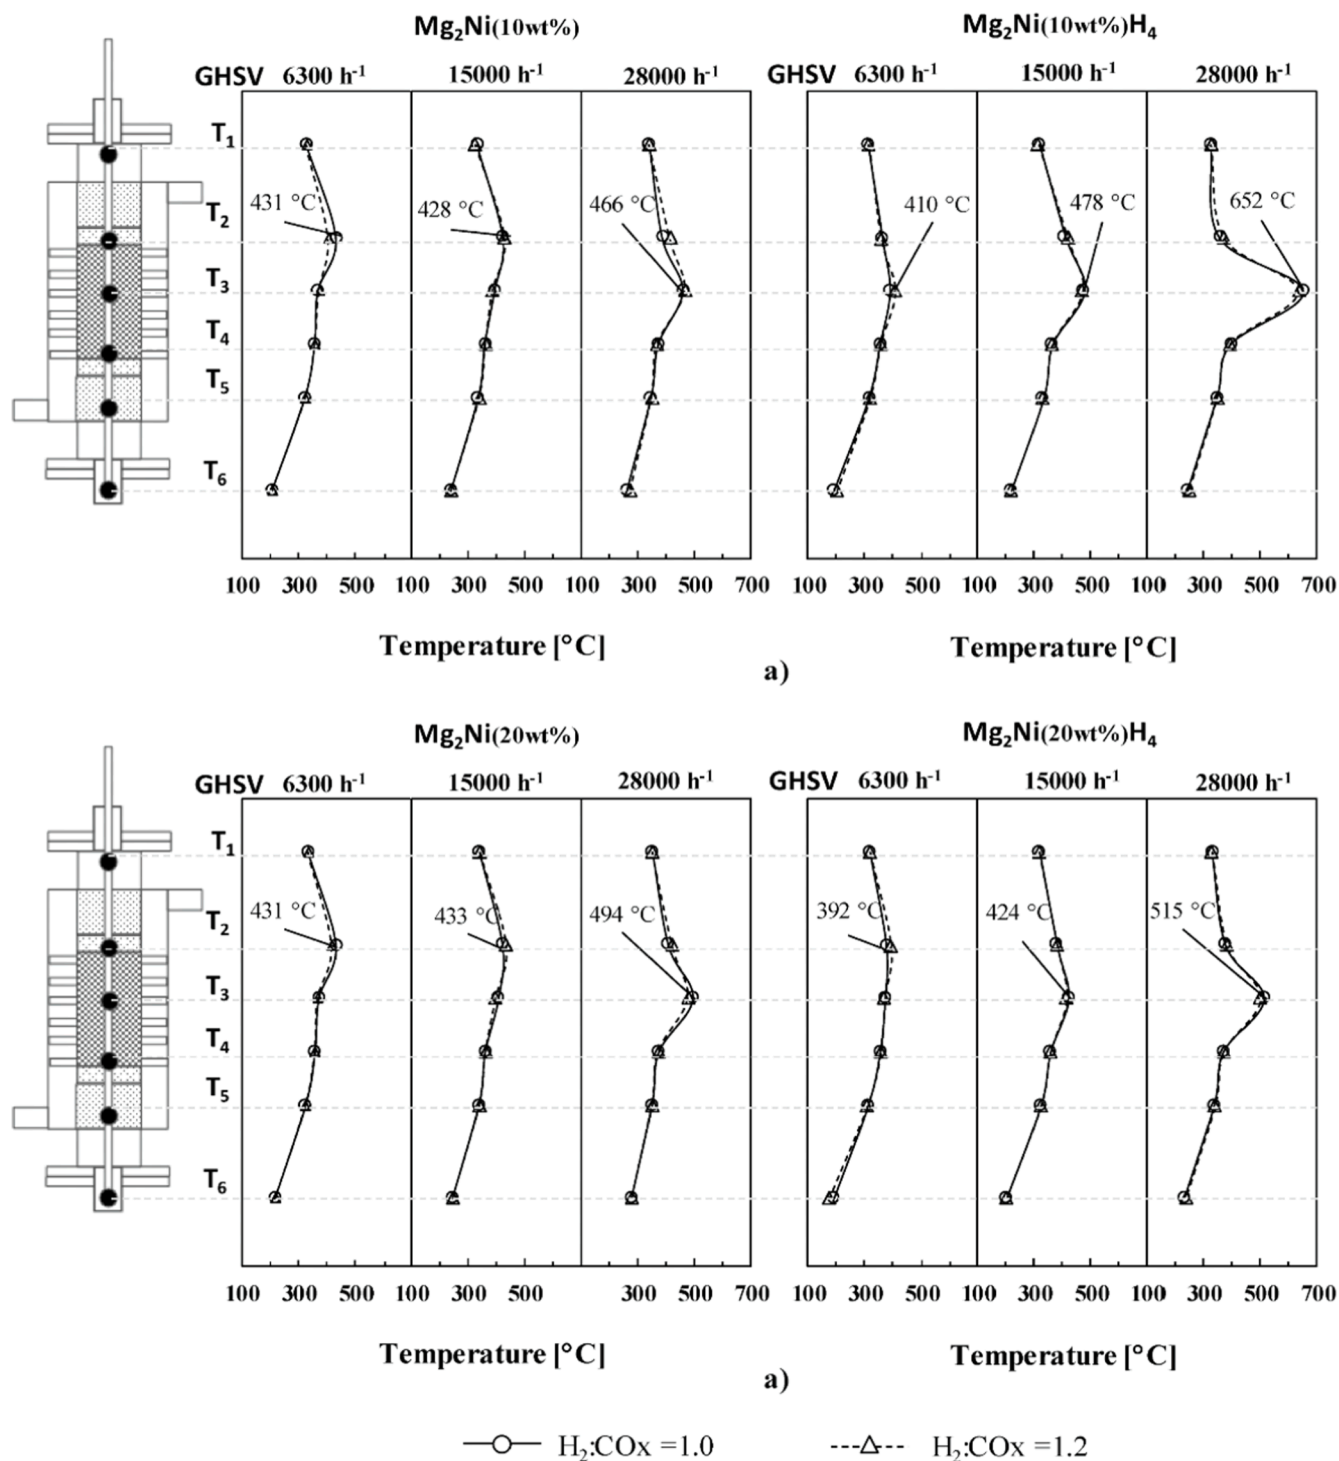 Mg₂Ni(10wt%) Mg₂Ni(10wt%)H₄
GHSV 6300 h⁻¹ 15000 h⁻¹ 28000 h⁻¹ GHSV 6300 h⁻¹ 15000 h⁻¹ 28000 h⁻¹
T₁
T₂
431 °C 428 °C 466 °C 410 °C 478 °C 652 °C
T₃
T₄
T₅
T₆
100 300 500 100 300 500 100 300 500 700 100 300 500 100 300 500 100 300 500 700
Temperature [°C] Temperature [°C]
a)
Mg₂Ni(20wt%) Mg₂Ni(20wt%)H₄
GHSV 6300 h⁻¹ 15000 h⁻¹ 28000 h⁻¹ GHSV 6300 h⁻¹ 15000 h⁻¹ 28000 h⁻¹
T₁
T₂
431 °C 433 °C 494 °C 392 °C 424 °C 515 °C
T₃
T₄
T₅
T₆
100 300 500 100 300 500 300 500 700 100 300 500 100 300 500 100 300 500 700
Temperature [°C] Temperature [°C]
a)
H₂:COx =1.0 H₂:COx =1.2